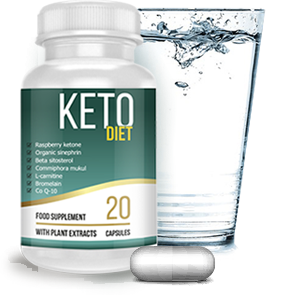 KETO
DIET
Raspberry ketone
Organic sinephrin
Beta sitosterol
Commiphora mukul
L-carnitine
Bromelain
Co Q-10
FOOD SUPPLEMENT
20
WITH PLANT EXTRACTS
CAPSULES